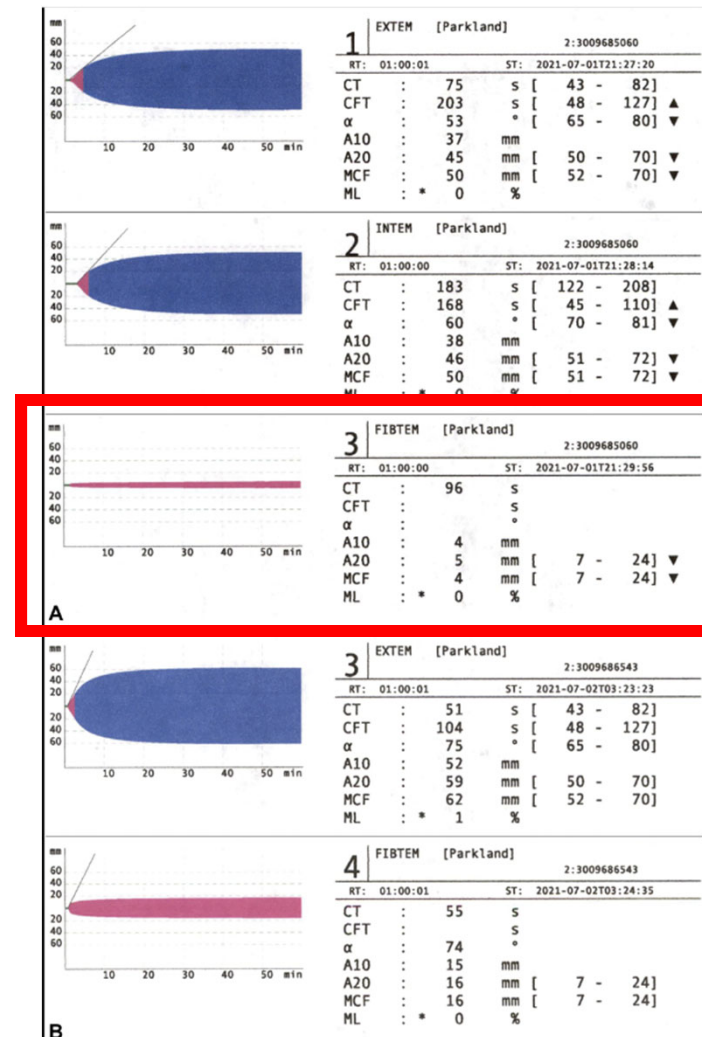 mm
60
40
20
20
40
60
10 20 30 40 50 min
1 EXTEM [Parkland]
2:3009685060
RT: 01:00:01 ST: 2021-07-01T21:27:20
CT : 75 s [ 43 - 82]
CFT : 203 s [ 48 - 127] ▲
α : 53 ° [ 65 - 80] ▼
A10 : 37 mm
A20 : 45 mm [ 50 - 70] ▼
MCF : 50 mm [ 52 - 70] ▼
ML : * 0 %
mm
60
40
20
20
40
60
10 20 30 40 50 min
2 INTEM [Parkland]
2:3009685060
RT: 01:00:00 ST: 2021-07-01T21:28:14
CT : 183 s [ 122 - 208]
CFT : 168 s [ 45 - 110] ▲
α : 60 ° [ 70 - 81] ▼
A10 : 38 mm
A20 : 46 mm [ 51 - 72] ▼
MCF : 50 mm [ 51 - 72] ▼
ML : * 0 %
mm
60
40
20
20
40
60
10 20 30 40 50 min
A
3 FIBTEM [Parkland]
2:3009685060
RT: 01:00:00 ST: 2021-07-01T21:29:56
CT : 96 s
CFT : s
α : °
A10 : 4 mm
A20 : 5 mm [ 7 - 24] ▼
MCF : 4 mm [ 7 - 24] ▼
ML : * 0 %
mm
60
40
20
20
40
60
10 20 30 40 50 min
3 EXTEM [Parkland]
2:3009686543
RT: 01:00:01 ST: 2021-07-02T03:23:23
CT : 51 s [ 43 - 82]
CFT : 104 s [ 48 - 127]
α : 75 ° [ 65 - 80]
A10 : 52 mm
A20 : 59 mm [ 50 - 70]
MCF : 62 mm [ 52 - 70]
ML : * 1 %
mm
60
40
20
20
40
60
10 20 30 40 50 min
B
4 FIBTEM [Parkland]
2:3009686543
RT: 01:00:01 ST: 2021-07-02T03:24:35
CT : 55 s
CFT : s
α : 74 °
A10 : 15 mm
A20 : 16 mm [ 7 - 24]
MCF : 16 mm [ 7 - 24]
ML : * 0 %